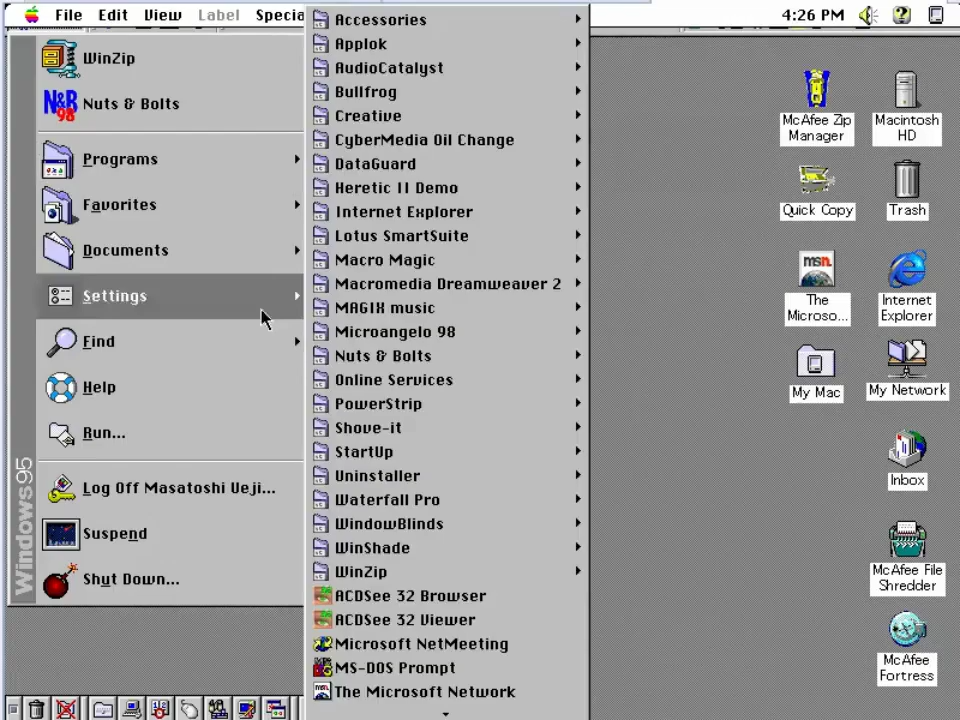 File Edit View Label Specia
4:26 PM
WinZip
N&B 98 Nuts & Bolts
Programs
Favorites
Documents
Settings
Find
Help
Run...
Log Off Masatoshi Ueji...
Suspend
Shut Down...
Windows95
Accessories
Applok
AudioCatalyst
Bullfrog
Creative
CyberMedia Oil Change
DataGuard
Heretic II Demo
Internet Explorer
Lotus SmartSuite
Macro Magic
Macromedia Dreamweaver 2
MAGIX music
Microangelo 98
Nuts & Bolts
Online Services
PowerStrip
Shove-it
StartUp
Uninstaller
Waterfall Pro
WindowBlinds
WinShade
WinZip
ACDSee 32 Browser
ACDSee 32 Viewer
Microsoft NetMeeting
MS-DOS Prompt
The Microsoft Network
McAfee Zip
Manager
Macintosh
HD
Quick Copy
Trash
msn
The
Microso...
Internet
Explorer
My Mac
My Network
Inbox
McAfee File
Shredder
McAfee
Fortress